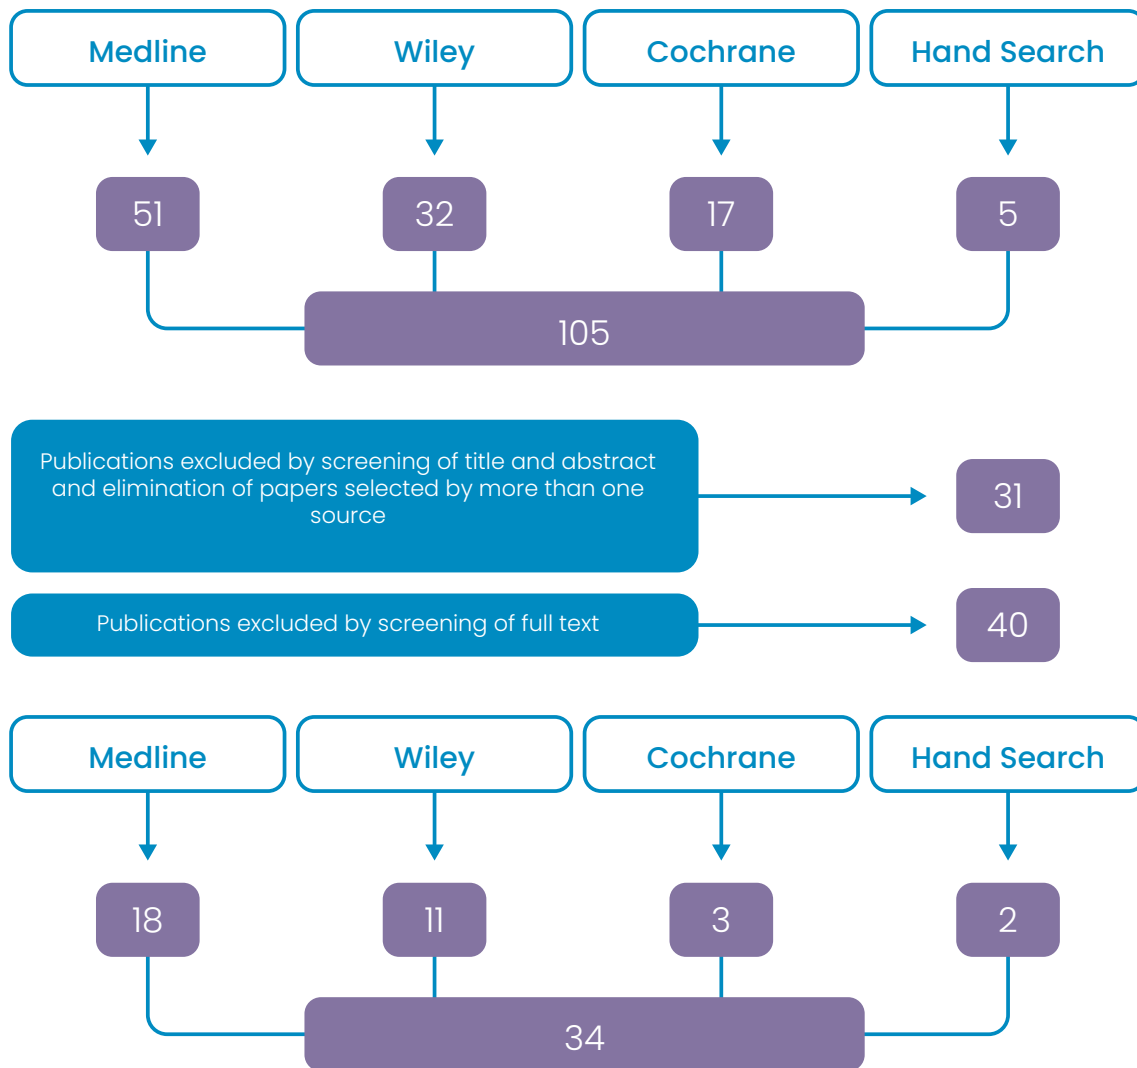 Medline
Wiley
Cochrane
Hand Search
51
32
17
5
105
Publications excluded by screening of title and abstract
and elimination of papers selected by more than one
source
31
Publications excluded by screening of full text
40
Medline
Wiley
Cochrane
Hand Search
18
11
3
2
34